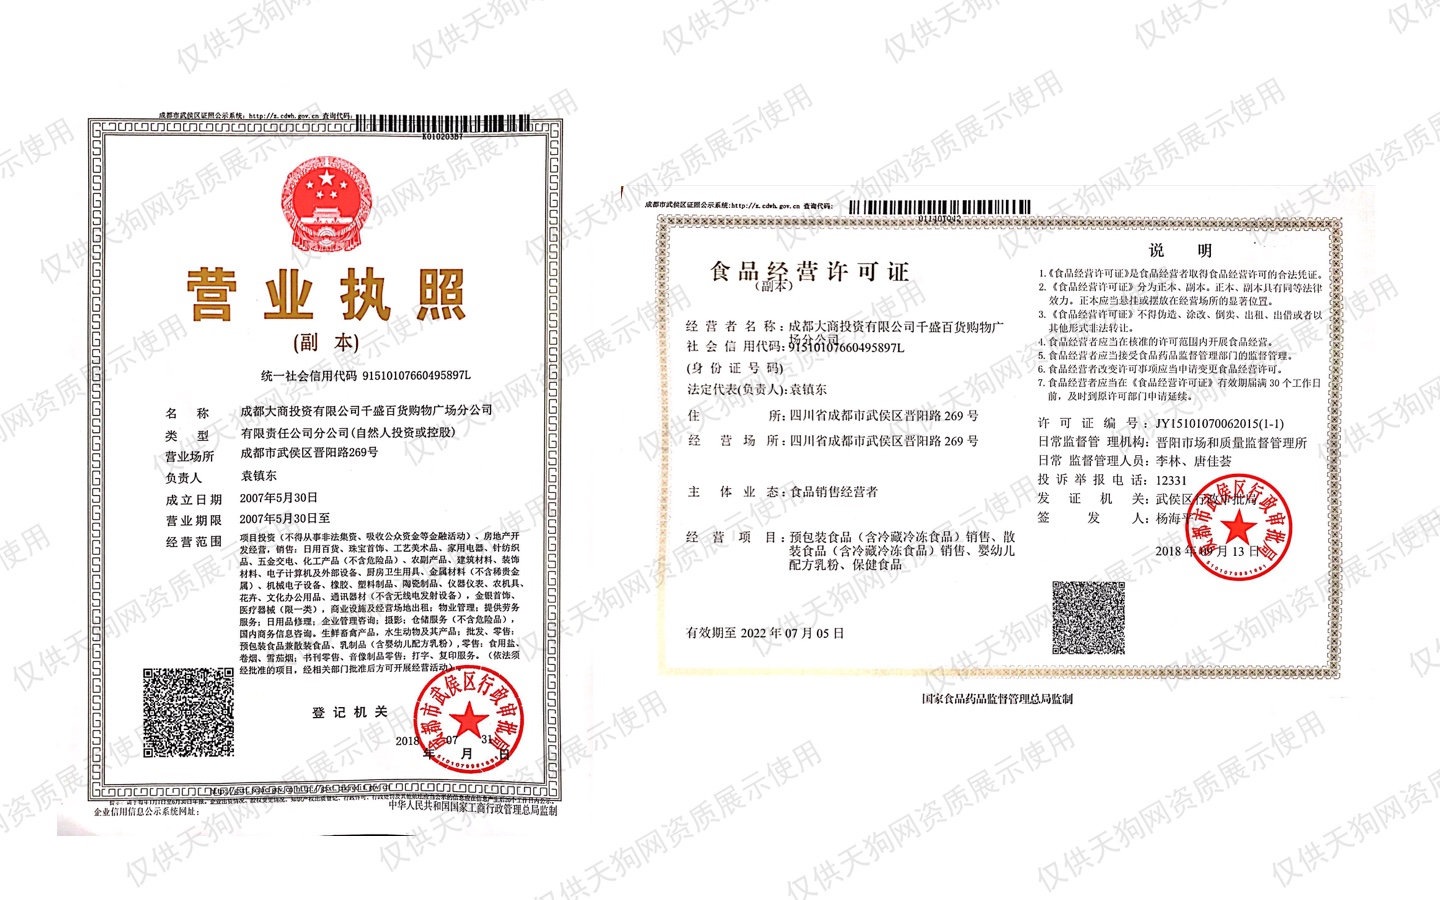 成都市武侯区证照公示系统: http://z.cdwh.gov.cn 查询代码:
K01020367
营业执照
(副 本)
统一社会信用代码 91510107660495897L
名 称 成都大商投资有限公司千盛百货购物广场分公司
类 型 有限责任公司分公司(自然人投资或控股)
营业场所 成都市武侯区晋阳路269号
负责人 袁镇东
成立日期 2007年5月30日
营业期限 2007年5月30日至
经营范围 项目投资（不得从事非法集资、吸收公众资金等金融活动）、房地产开
发经营，销售：日用百货、珠宝首饰、工艺美术品、家用电器、针纺织
品、五金交电、化工产品（不含危险品）、农副产品、建筑材料、装饰
材料、电子计算机及外部设备、厨房卫生用具、金属材料（不含稀贵金
属）、机械电子设备、橡胶、塑料制品、陶瓷制品、仪器仪表、农机具、
花卉、文化办公用品、通讯器材（不含无线电发射设备），金银首饰、
医疗器械（限一类），商业设施及经营场地出租；物业管理；提供劳务
服务；日用品修理；企业管理咨询；摄影；仓储服务（不含危险品），
国内商务信息咨询。生鲜畜禽产品，水生动物及其产品；批发、零售：
预包装食品兼散装食品、乳制品（含婴幼儿配方乳粉）,零售：食用盐、
卷烟、雪茄烟；书刊零售、音像制品零售；打字、复印服务。（依法须
经批准的项目，经相关部门批准后方可开展经营活动）。
登记机关
成都市武侯区行政审批局
2018年07月31日
企业信用信息公示系统网址:
中华人民共和国国家工商行政管理总局监制
成都市武侯区证照公示系统:http://z.cdwh.gov.cn 查询代码:
011401042
食品经营许可证
（副本）
经营者名称:成都大商投资有限公司千盛百货购物广
场分公司
社会信用代码:91510107660495897L
(身份证号码)
法定代表(负责人):袁镇东
住 所:四川省成都市武侯区晋阳路 269 号
经营场所:四川省成都市武侯区晋阳路 269 号
主体业态:食品销售经营者
经营项目:预包装食品（含冷藏冷冻食品）销售、散
装食品（含冷藏冷冻食品）销售、婴幼儿
配方乳粉、保健食品
有效期至 2022 年 07 月 05 日
说 明
1.《食品经营许可证》是食品经营者取得食品经营许可的合法凭证。
2.《食品经营许可证》分为正本、副本。正本、副本具有同等法律
效力。正本应当悬挂或摆放在经营场所的显著位置。
3.《食品经营许可证》不得伪造、涂改、倒卖、出租、出借或者以
其他形式非法转让。
4. 食品经营者应当在核准的许可范围内开展食品经营。
5. 食品经营者应当接受食品药品监督管理部门的监督管理。
6. 食品经营者改变许可事项应当申请变更食品经营许可。
7. 食品经营者应当在《食品经营许可证》有效期届满 30 个工作日
前，及时到原许可部门申请延续。
许可证编号:JY15101070062015(1-1)
日常监督管理机构:晋阳市场和质量监督管理所
日常监督管理人员:李林、唐佳荟
投诉举报电话:12331
发证机关:武侯区行政审批局
签发人:杨海平
成都市武侯区行政审批局
2018 年 09 月 13 日
国家食品药品监督管理总局监制
仅供天狗网资质展示使用